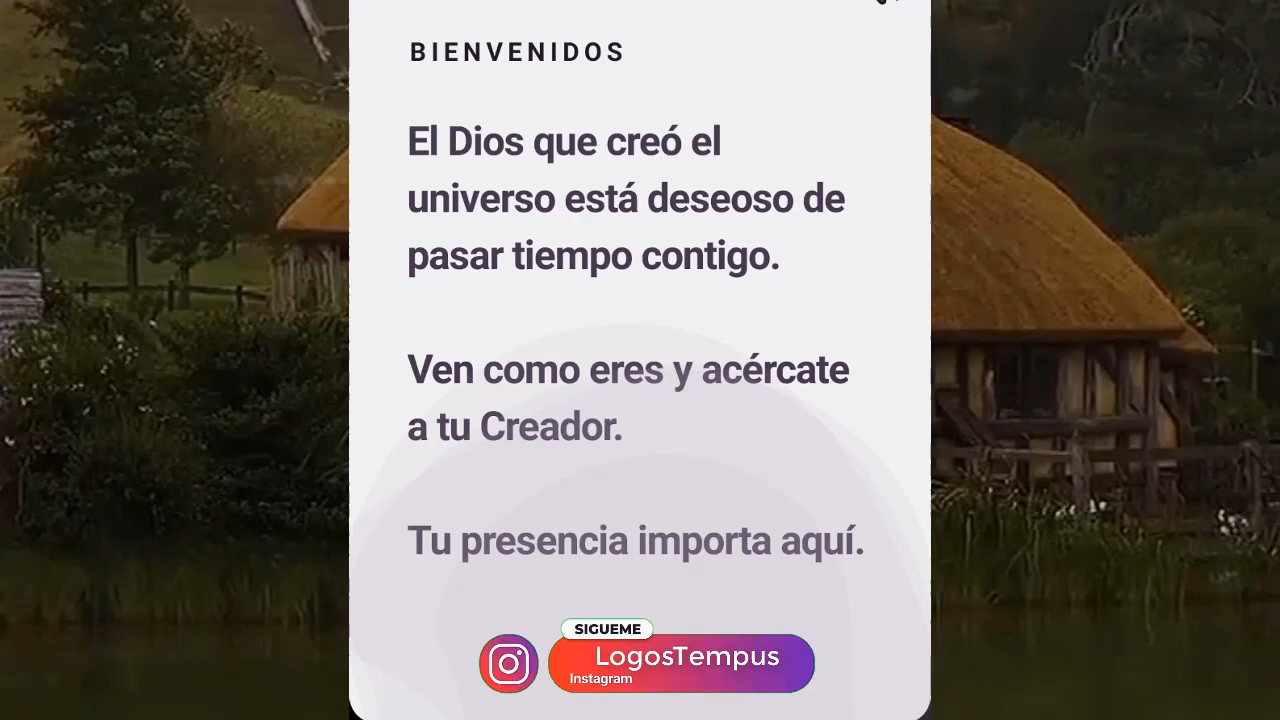 BIENVENIDOS
El Dios que creó el
universo está deseoso de
pasar tiempo contigo.
Ven como eres y acércate
a tu Creador.
Tu presencia importa aquí.
SIGUEME
LogosTempus
Instagram